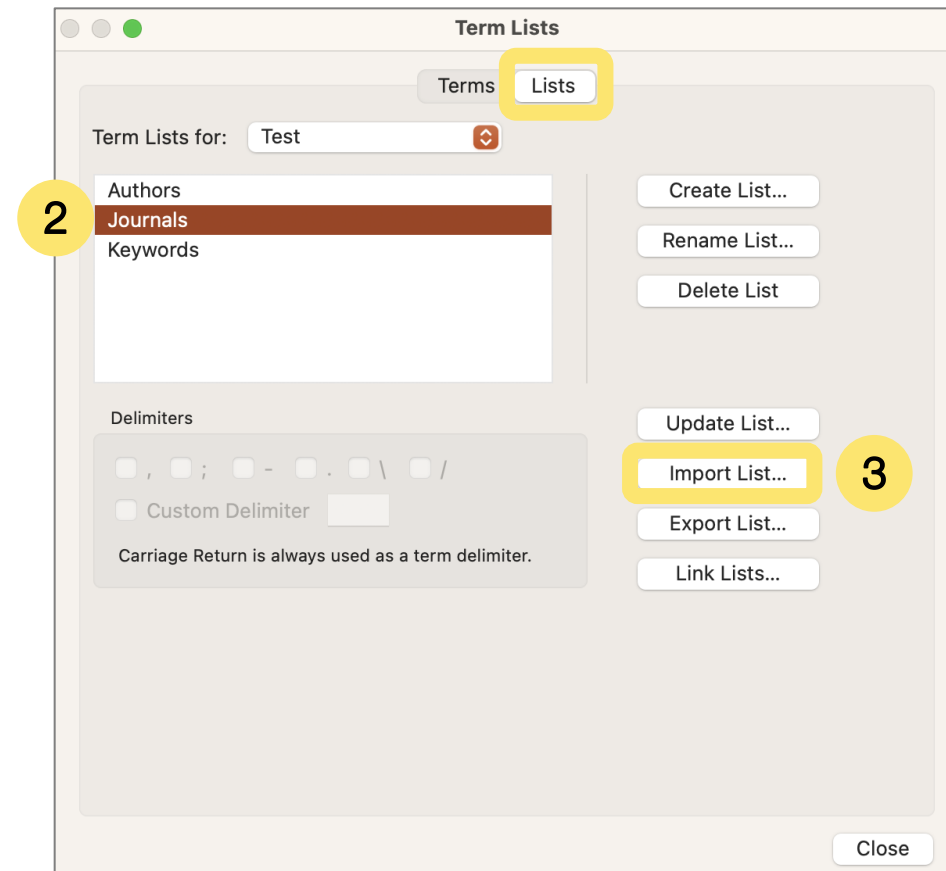 Term Lists
Terms Lists
Term Lists for: Test
Authors
2
Journals
Keywords
Create List...
Rename List...
Delete List
Delimiters
, ; - . \ /
Custom Delimiter
Carriage Return is always used as a term delimiter.
Update List...
Import List...
3
Export List...
Link Lists...
Close